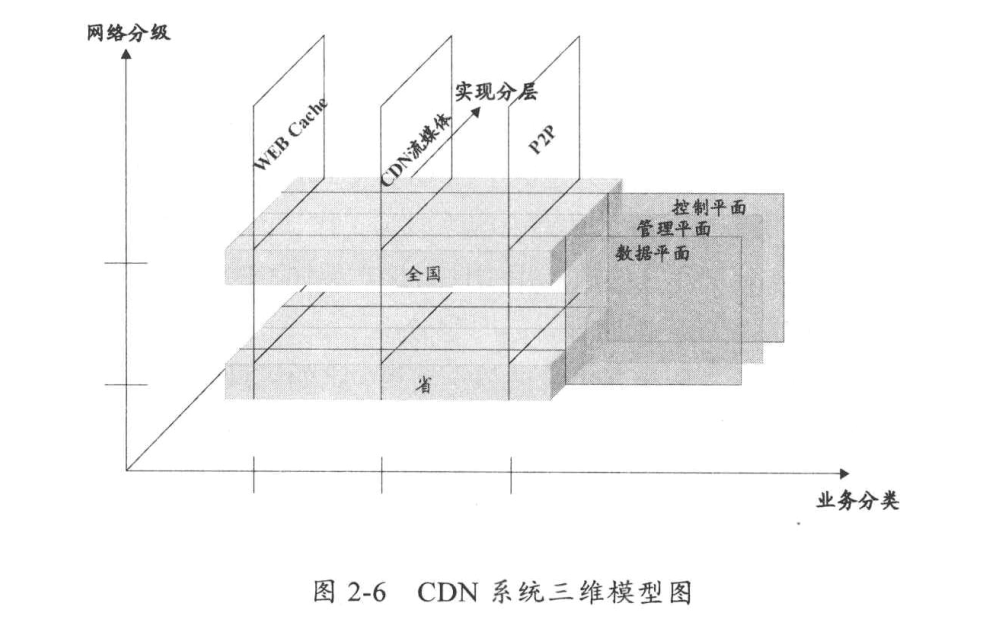 网络分级
实现分层
WEB Cache
CDN流媒体
P2P
控制平面
管理平面
数据平面
全国
省
业务分类
图 2-6 CDN 系统三维模型图